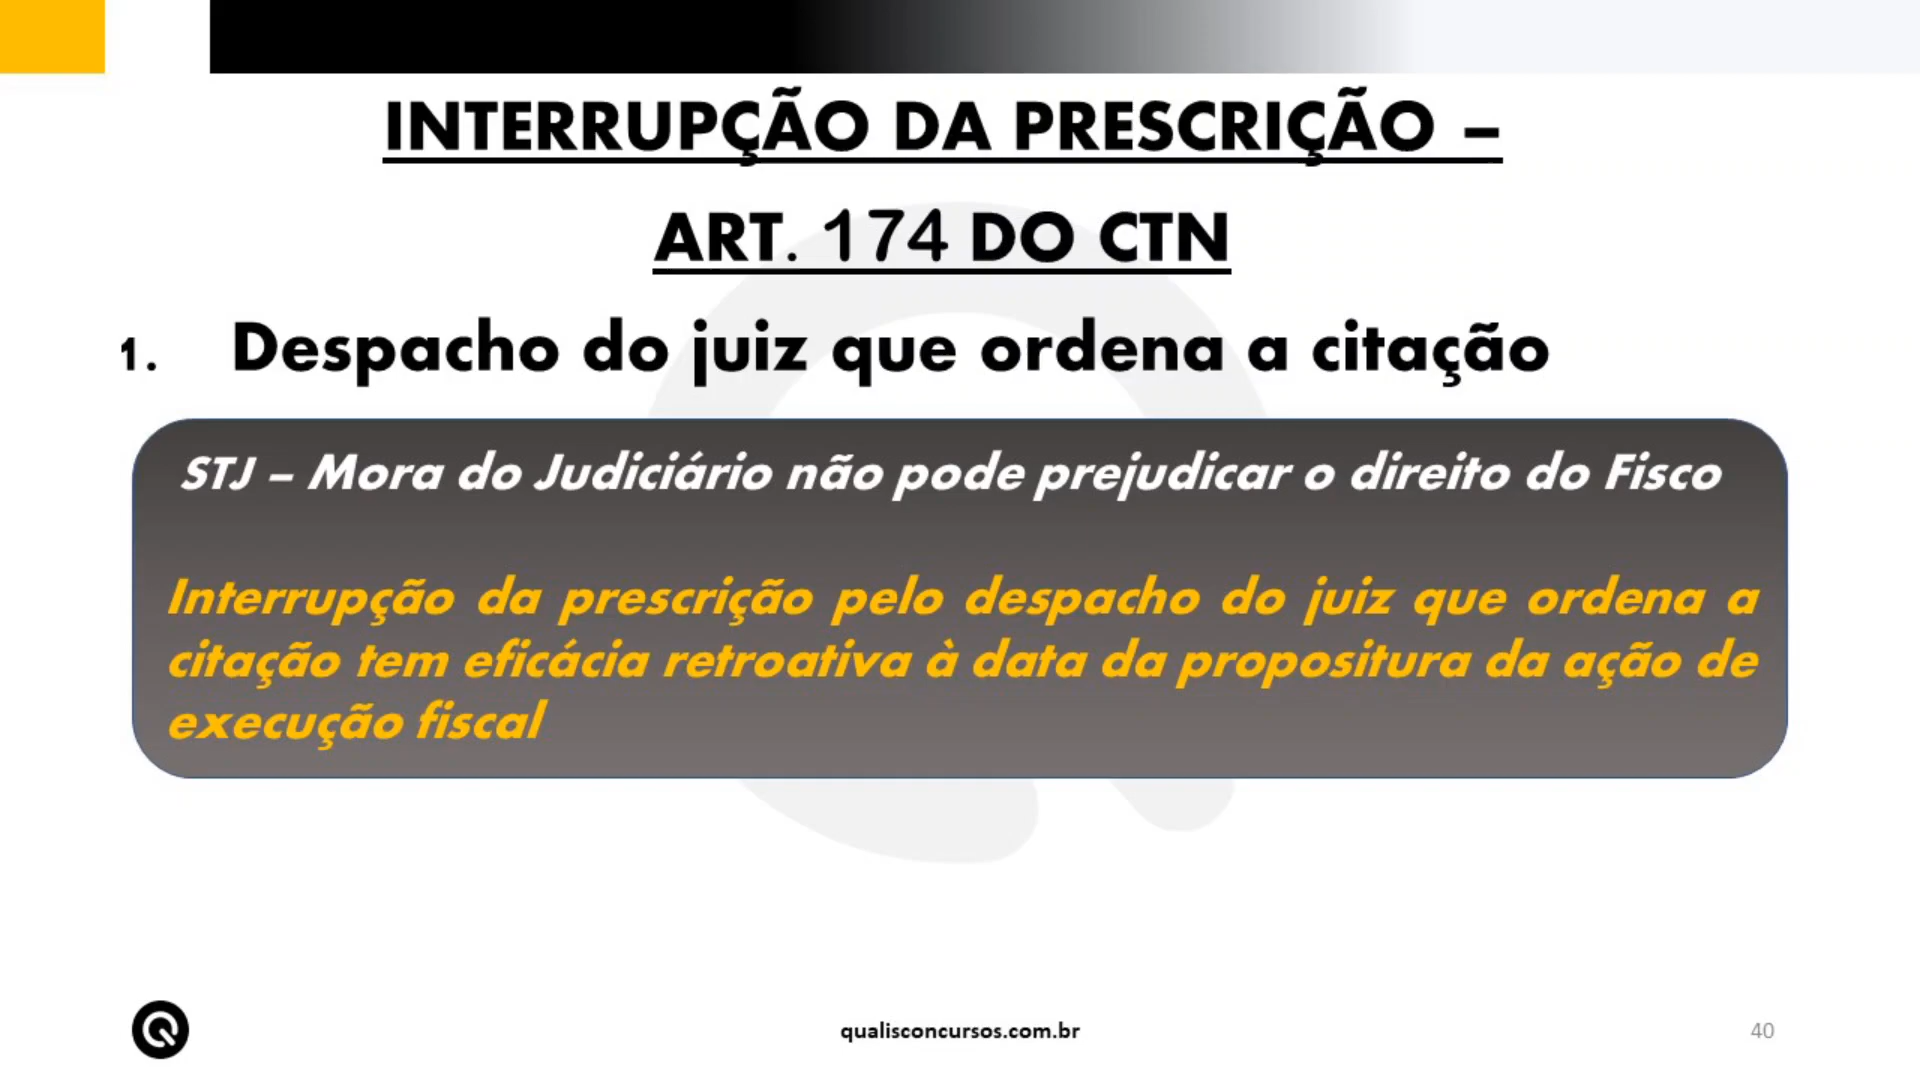 INTERRUPÇÃO DA PRESCRIÇÃO –
ART. 174 DO CTN
1. Despacho do juiz que ordena a citação
STJ – Mora do Judiciário não pode prejudicar o direito do Fisco
Interrupção da prescrição pelo despacho do juiz que ordena a
citação tem eficácia retroativa à data da propositura da ação de
execução fiscal
qualisconcursos.com.br
40